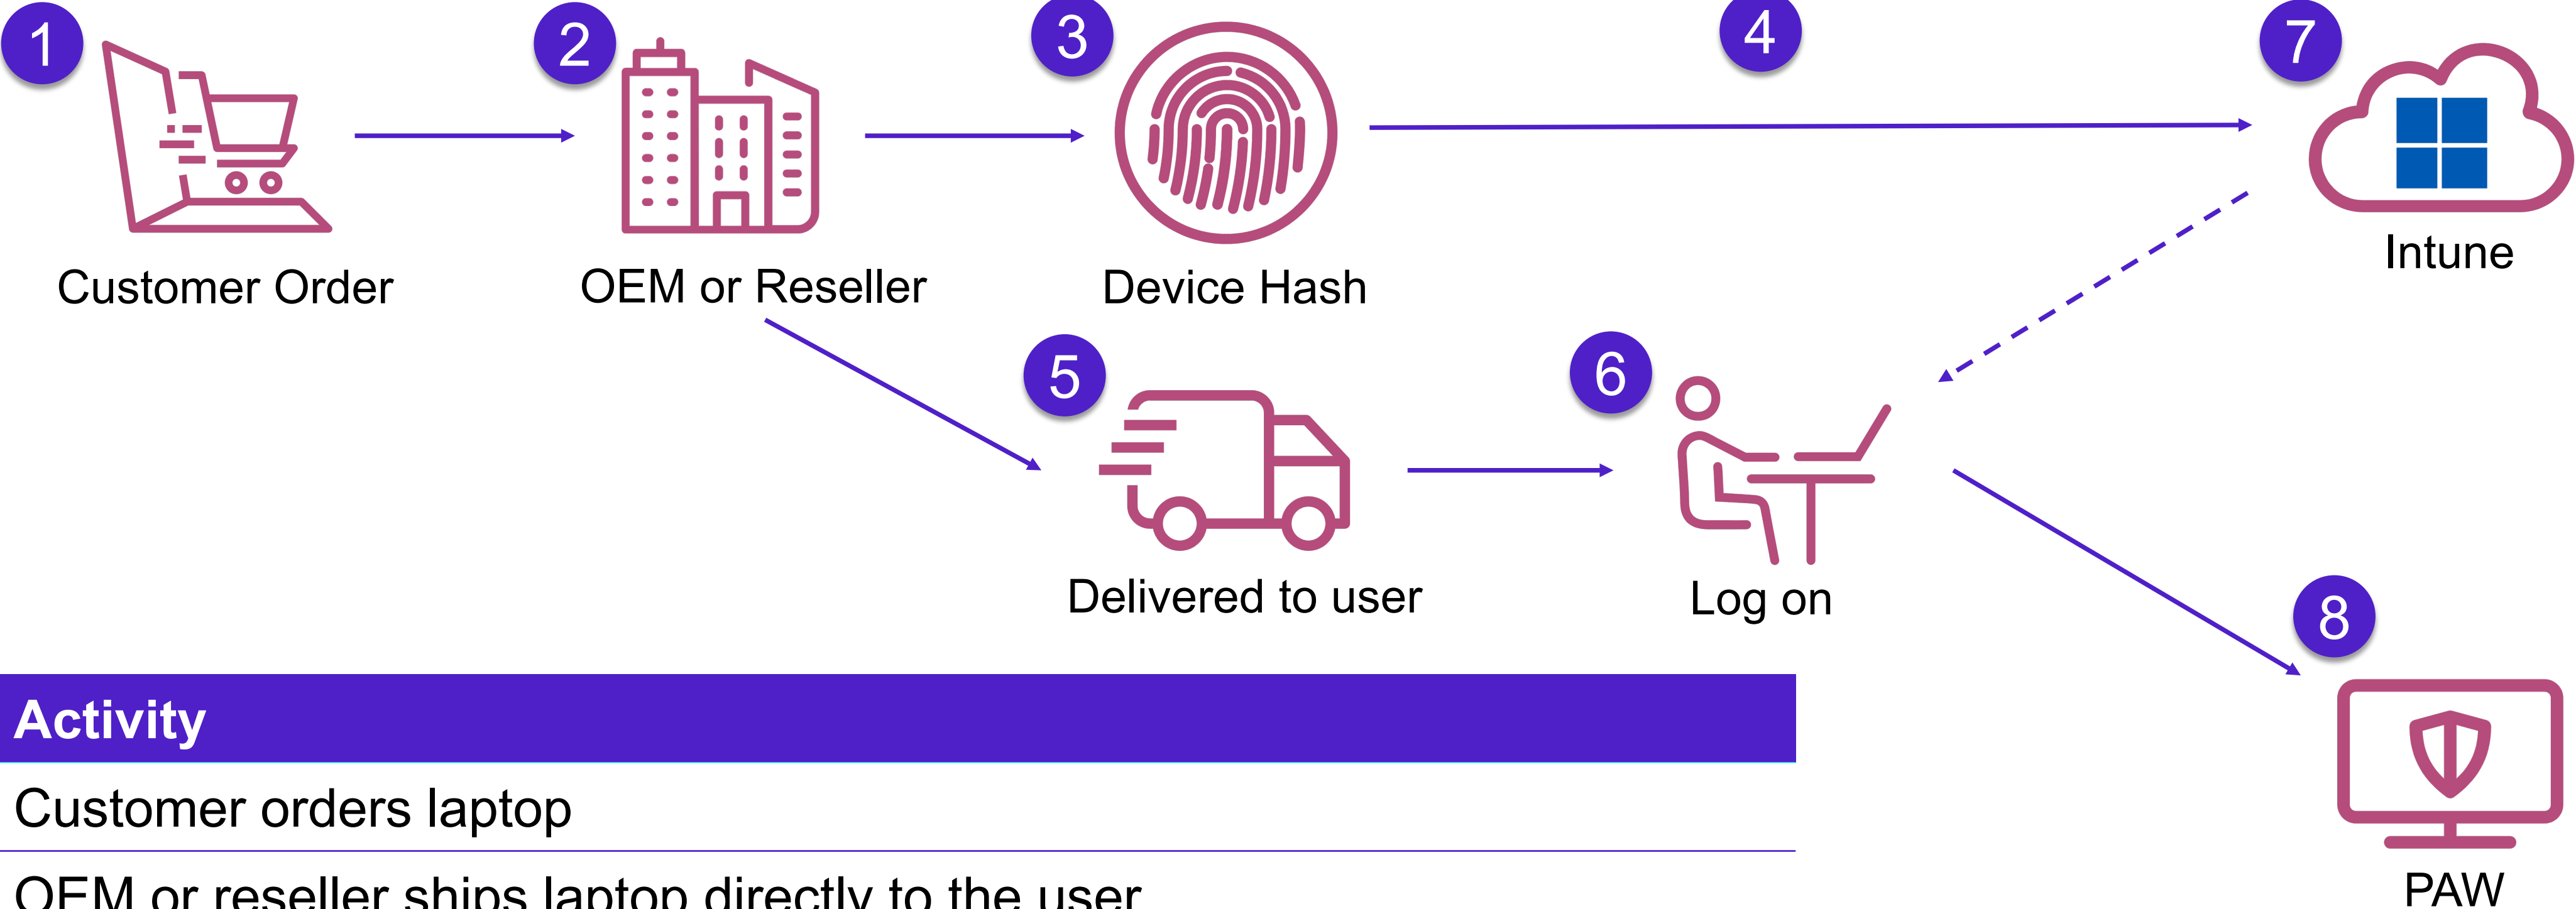 1
2
3
4
7
Customer Order
OEM or Reseller
Device Hash
Intune
5
6
Delivered to user
Log on
8
Activity
Customer orders laptop
OEM or reseller ships laptop directly to the user
PAW